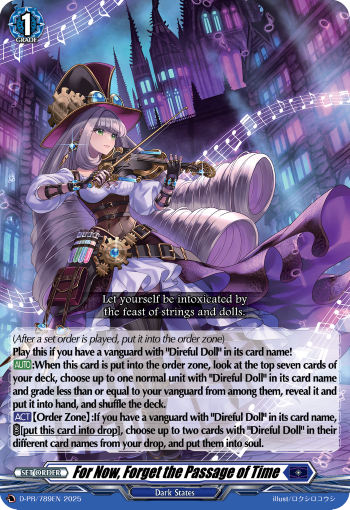 1
GRADE
Let yourself be intoxicated by
the feast of strings and dolls.
(After a set order is played, put it into the order zone)
Play this if you have a vanguard with "Direful Doll" in its card name!
AUTO:When this card is put into the order zone, look at the top seven cards of
your deck, choose up to one normal unit with "Direful Doll" in its card name
and grade less than or equal to your vanguard from among them, reveal it and
put it into hand, and shuffle the deck.
ACT【Order Zone】:If you have a vanguard with "Direful Doll" in its card name,
[put this card into drop], choose up to two cards with "Direful Doll" in their
different card names from your drop, and put them into soul.
SET ORDER
For Now, Forget the Passage of Time
Dark States
D-PR/789EN 2025
illust/ロクシロコウシ